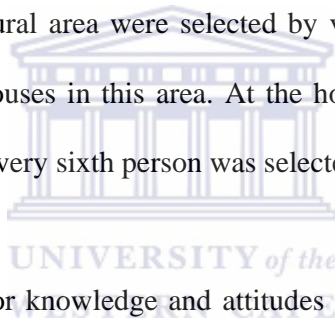 ural area were selected by
ouses in this area. At the
very sixth person was selecte
UNIVERSITY of the
or knowledge and attitudes